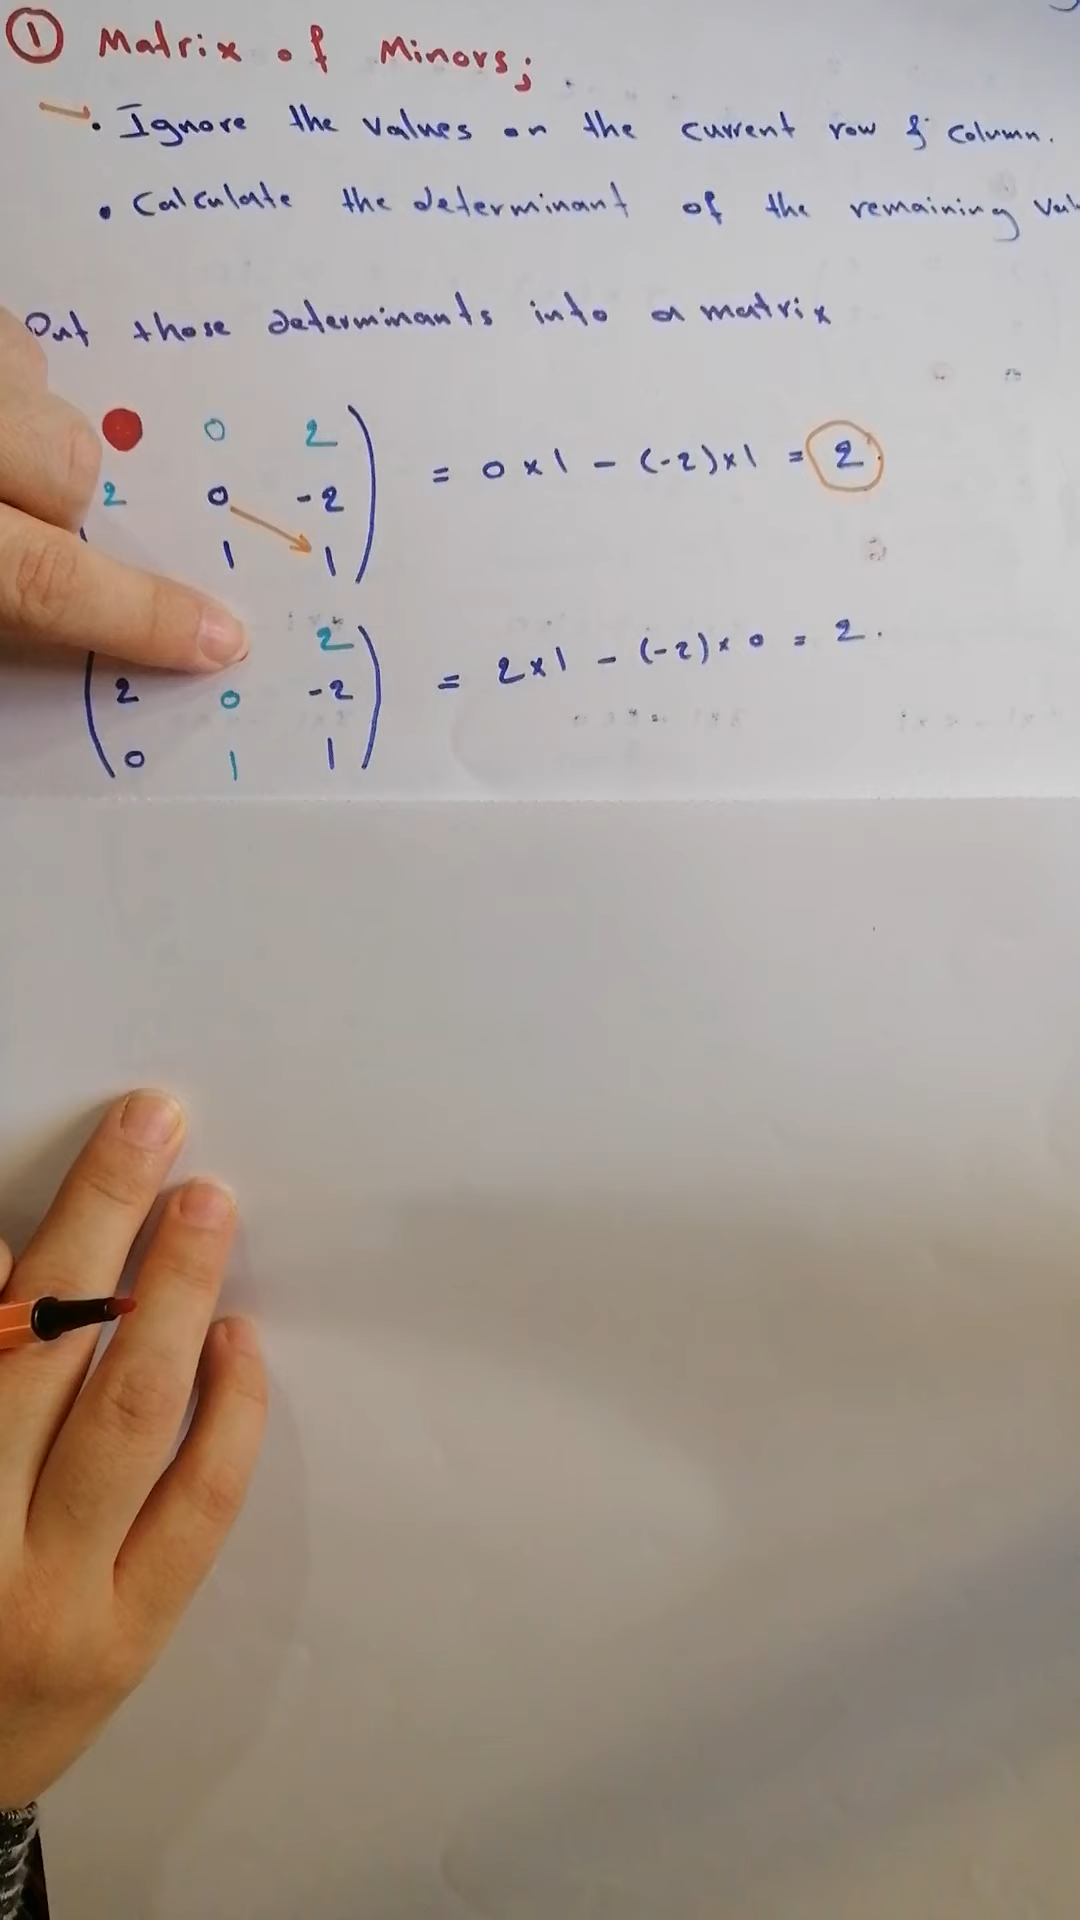 ① Matrix of Minors;
• Ignore the values on the current row & column.
• Calculate the determinant of the remaining
Put those determinants into a matrix
0 2
2 0 -2
1 1
= 0 x 1 - (-2) x 1 = 2
2
2 0 -2
0 1 1
= 2 x 1 - (-2) x 0 = 2.